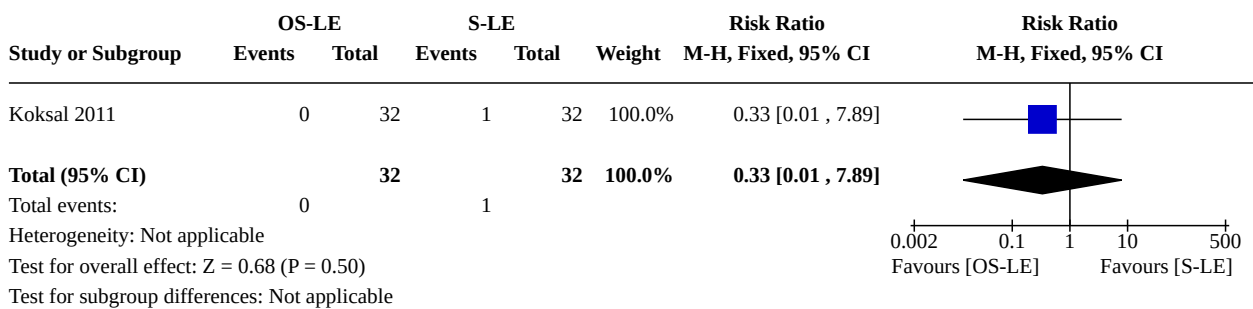 OS-LE S-LE Risk Ratio Risk Ratio
Study or Subgroup Events Total Events Total Weight M-H, Fixed, 95% CI M-H, Fixed, 95% CI
Koksal 2011 0 32 1 32 100.0% 0.33 [0.01 , 7.89]
Total (95% CI) 32 32 100.0% 0.33 [0.01 , 7.89]
Total events: 0 1
Heterogeneity: Not applicable
0.002 0.1 1 10 500
Test for overall effect: Z = 0.68 (P = 0.50)
Favours [OS-LE] Favours [S-LE]
Test for subgroup differences: Not applicable